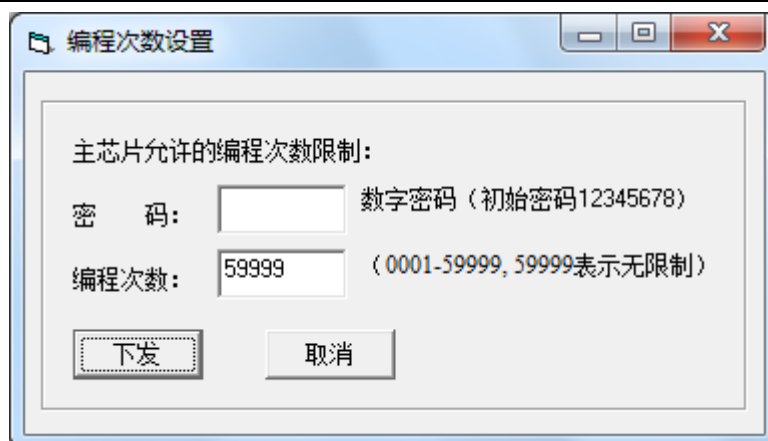 编程次数设置
主芯片允许的编程次数限制:
密 码: 数字密码（初始密码12345678）
编程次数: 59999 （0001-59999, 59999表示无限制）
下发 取消